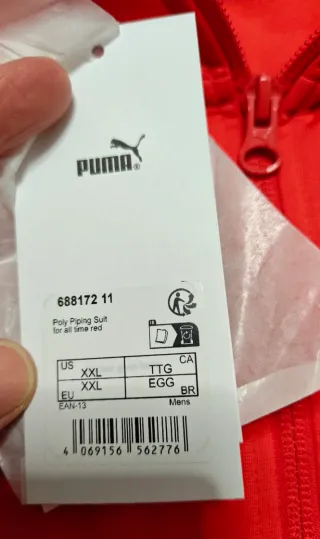 PUMA®
688172 11
Poly Piping Suit
for all time red
US XXL TTG CA
EU XXL EGG BR
EAN-13 Mens
4 069156 562776